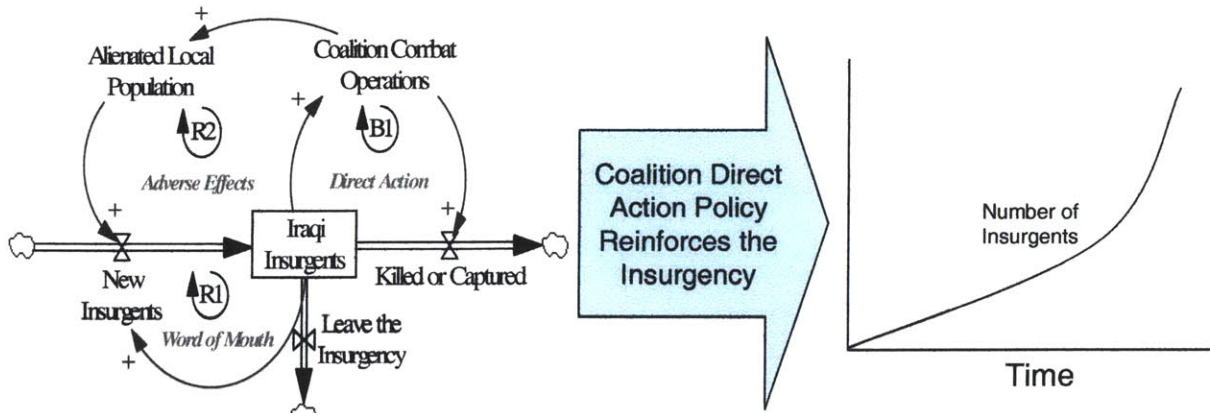 +
Alienated Local
Population
Coalition Combat
Operations
+
+
R2
B1
Adverse Effects
Direct Action
+
+
Iraqi
Insurgents
New
Insurgents
Killed or Captured
R1
Word of Mouth
Leave the
Insurgency
+
Coalition Direct
Action Policy
Reinforces the
Insurgency
Number of
Insurgents
Time